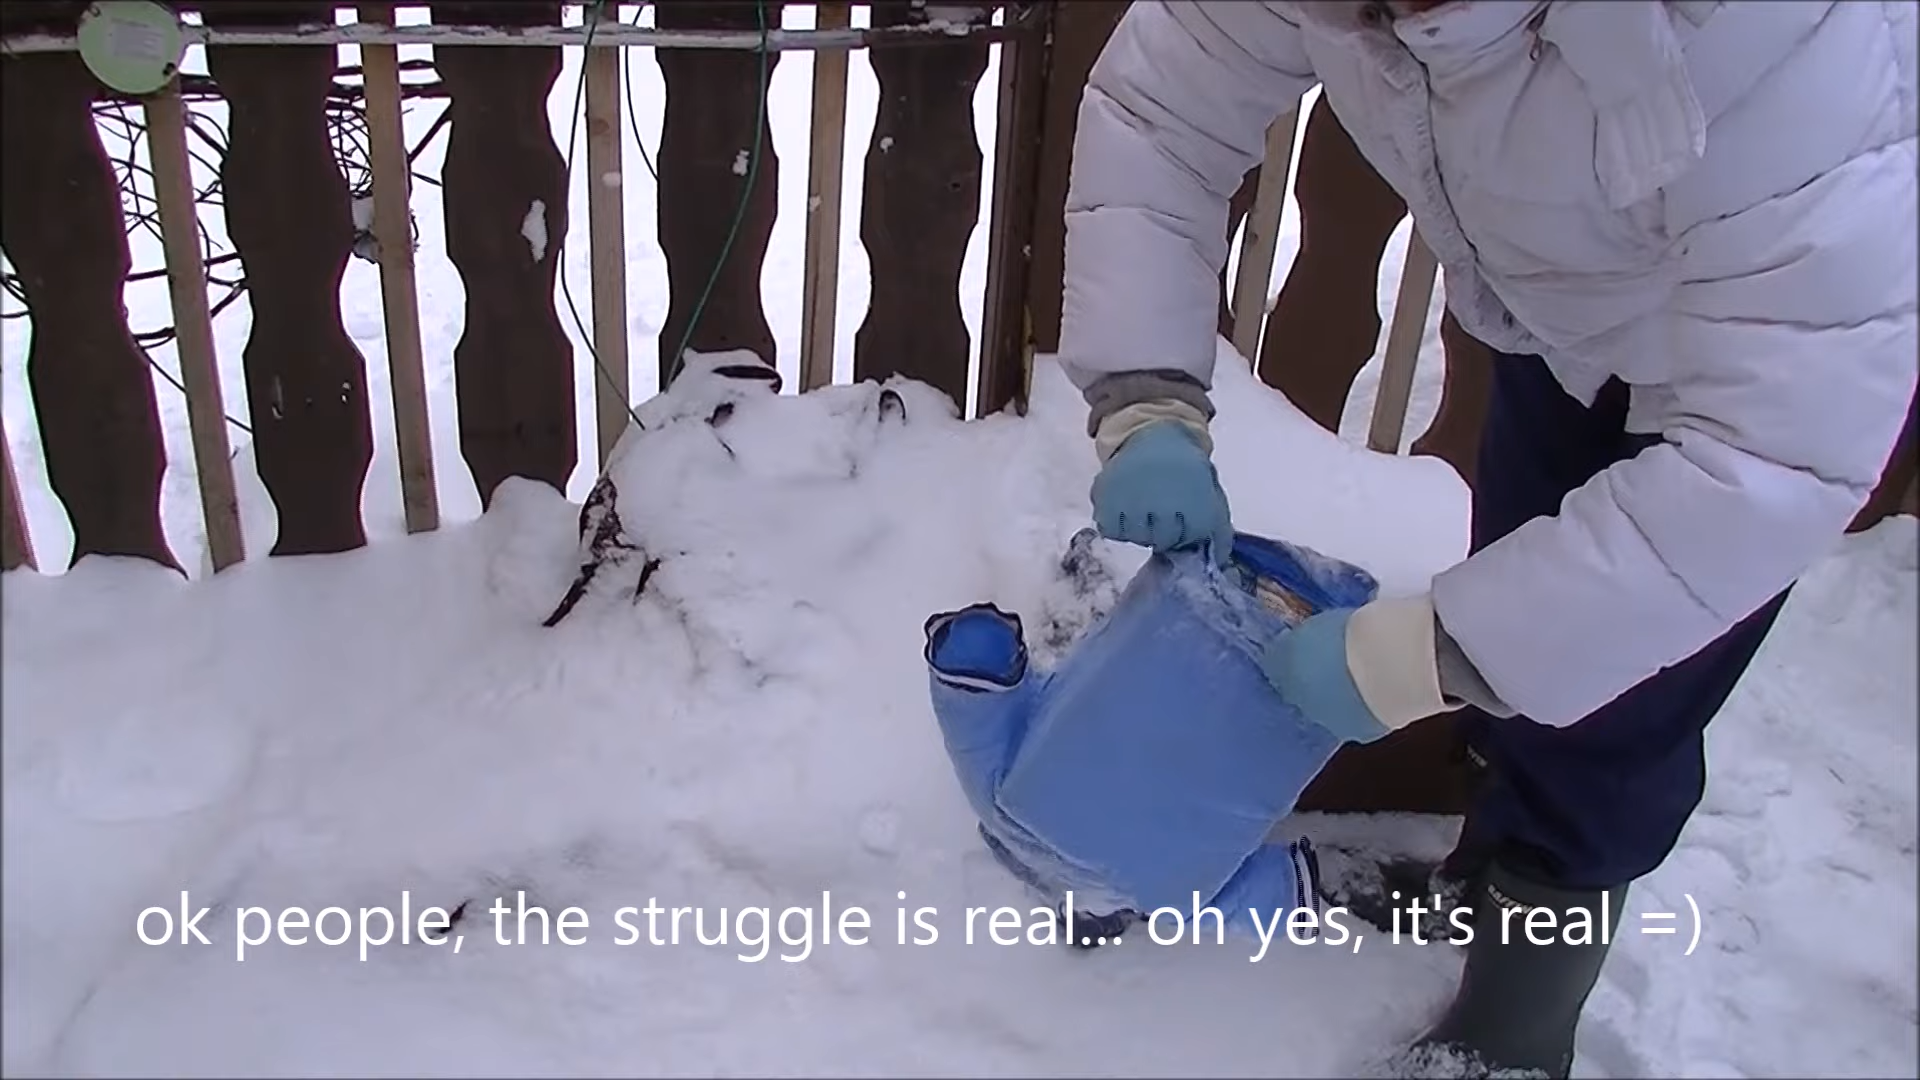 ok people, the struggle is real... oh yes, it's real =)